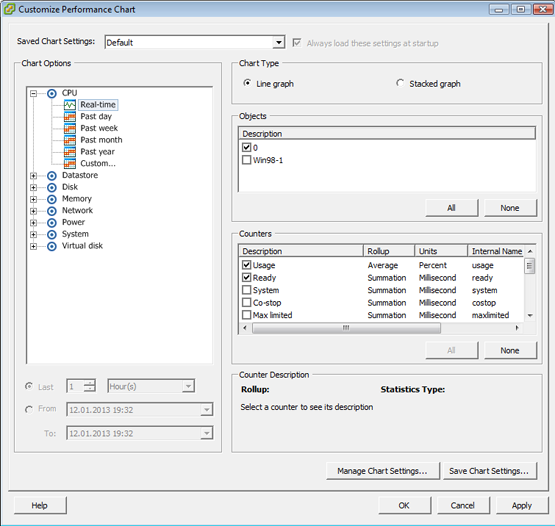 Customize Performance Chart
Saved Chart Settings: Default Always load these settings at startup
Chart Options
CPU
Real-time
Past day
Past week
Past month
Past year
Custom...
Datastore
Disk
Memory
Network
Power
System
Virtual disk
Last 1 Hour(s)
From 12.01.2013 19:32
To: 12.01.2013 19:32
Chart Type
Line graph Stacked graph
Objects
Description
0
Win98-1
All None
Counters
Description Rollup Units Internal Name
Usage Average Percent usage
Ready Summation Millisecond ready
System Summation Millisecond system
Co-stop Summation Millisecond costop
Max limited Summation Millisecond maxlimited
All None
Counter Description
Rollup: Statistics Type:
Select a counter to see its description
Manage Chart Settings... Save Chart Settings...
Help OK Cancel Apply